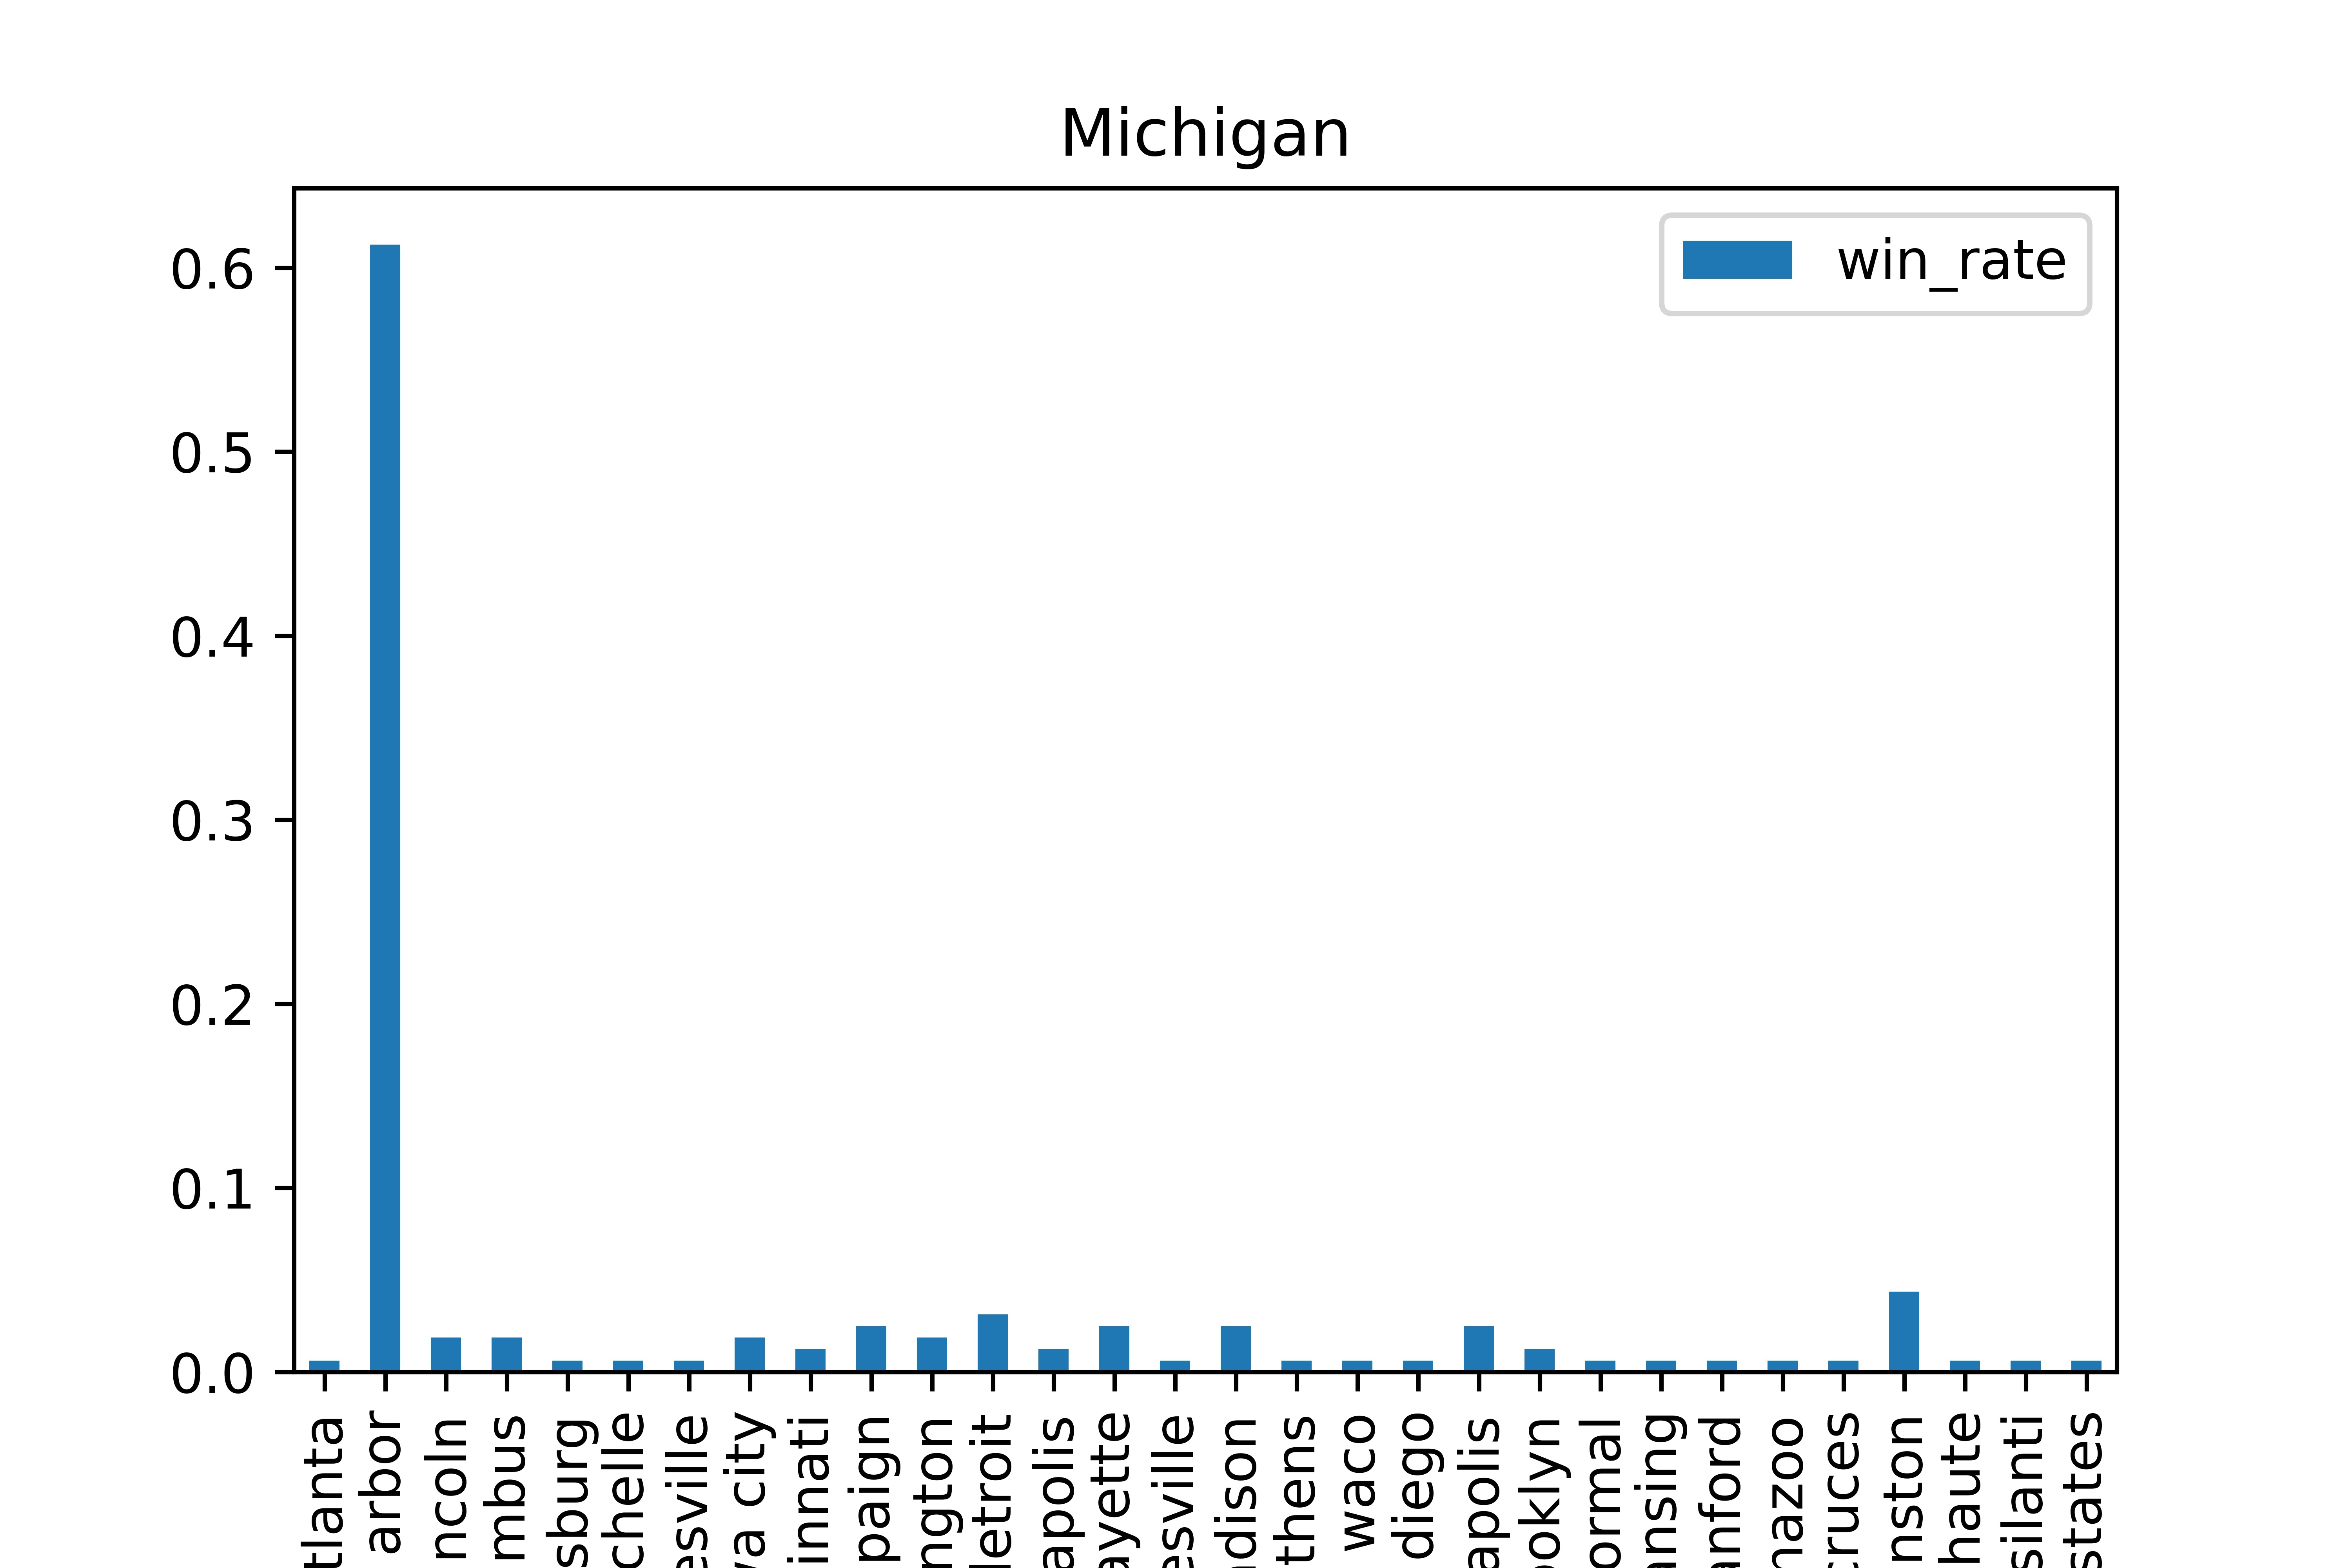 Michigan
win_rate
0.6
0.5
0.4
0.3
0.2
0.1
0.0
tlanta
arbor
ncoln
mbus
sburg
chelle
esville
va city
innati
paign
ngton
letroit
apolis
ayette
esville
adison
thens
waco
diego
apolis
ooklyn
ormal
ansing
anford
nazoo
cruces
nston
haute
silanti
states